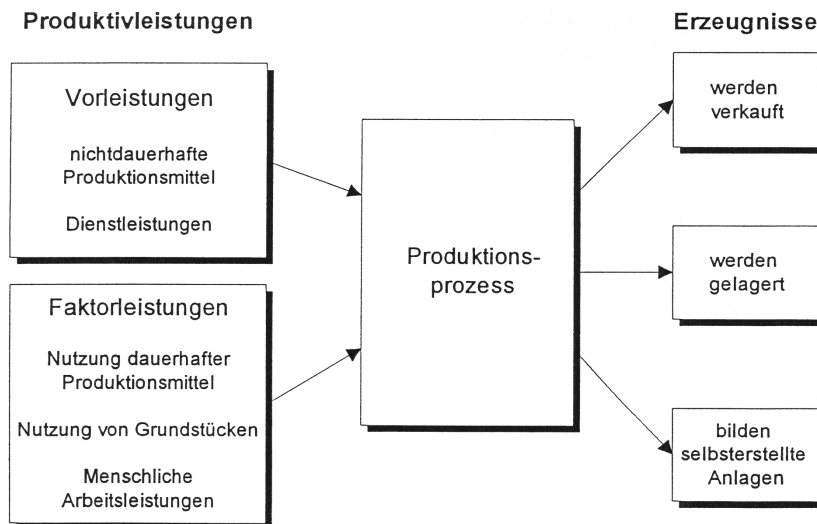 Produktivleistungen
Erzeugnisse
Vorleistungen
nichtdauerhafte
Produktionsmittel
Dienstleistungen
Faktorleistungen
Nutzung dauerhafter
Produktionsmittel
Nutzung von Grundstücken
Menschliche
Arbeitsleistungen
Produktions-
prozess
werden
verkauft
werden
gelagert
bilden
selbsterstellte
Anlagen